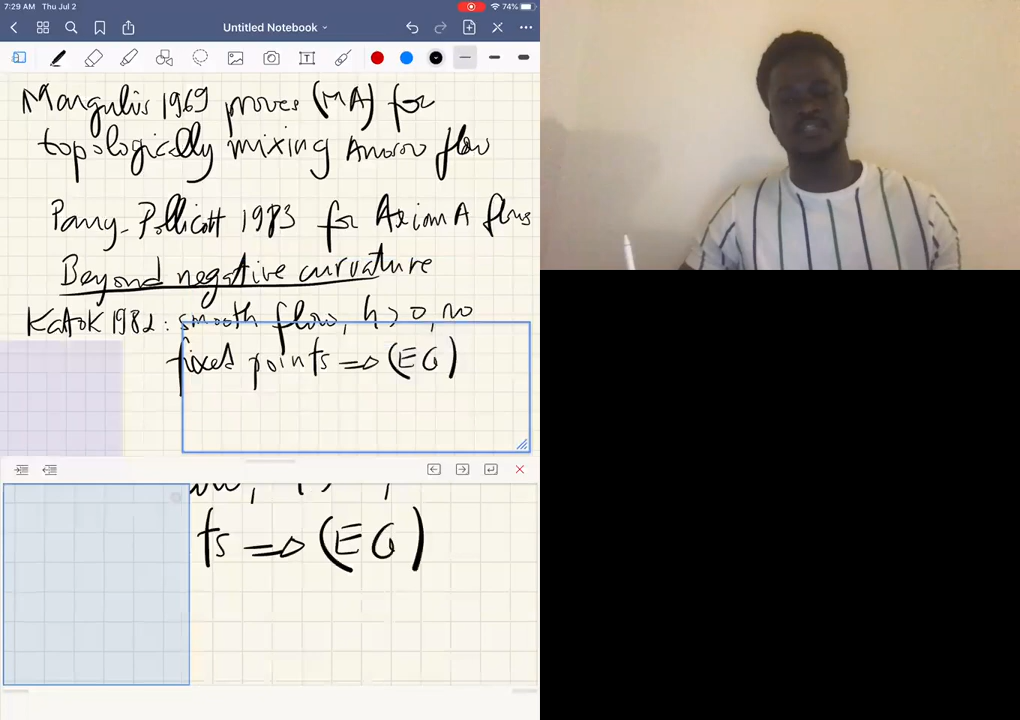 7:29 AM Thu Jul 2
74%
Untitled Notebook
Margulis 1969 proves (MA) for
topologically mixing Anosov flow
Parry-Pollicott 1983 for Axiom A flows
Beyond negative curvature
Katok 1982: smooth flow, h > 0, no
fixed points ⇒ (EG)
ts ⇒ (EG)